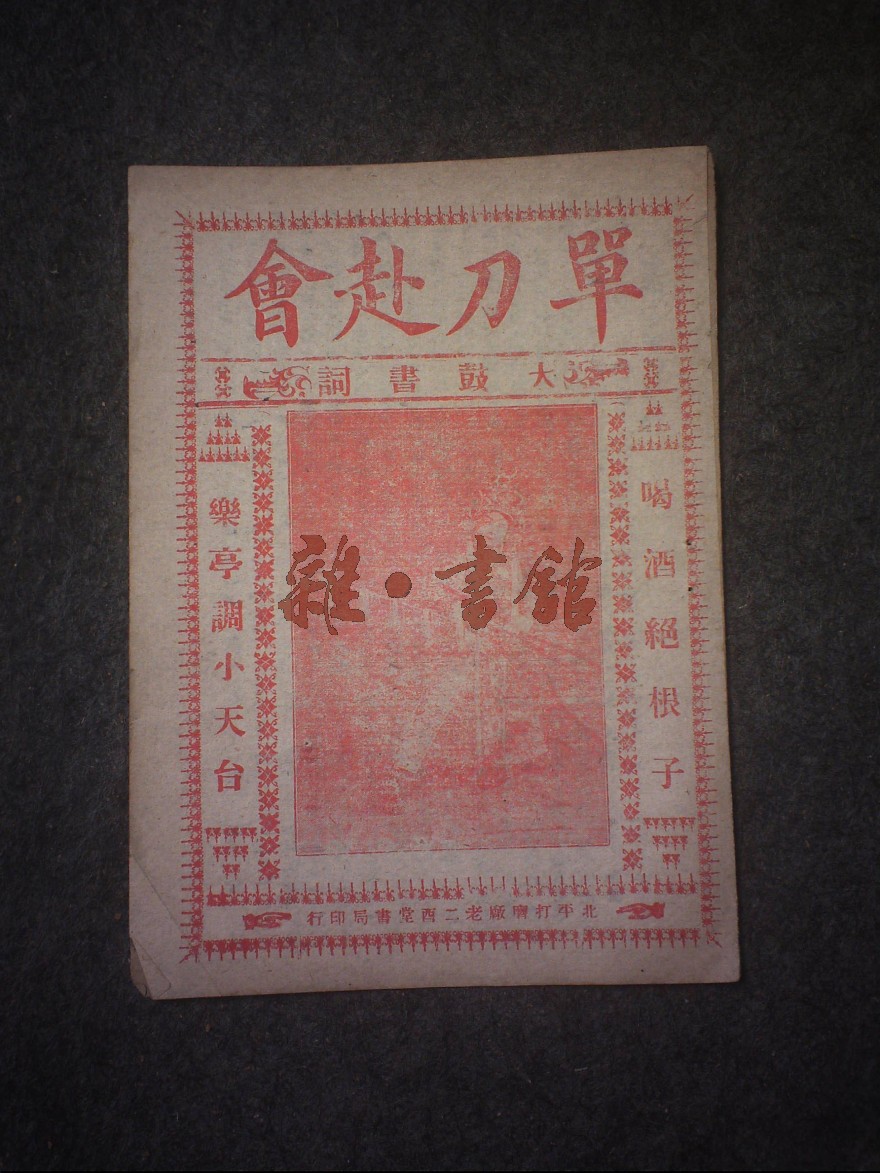 單刀赴會
大鼓書詞
喝酒絕根子
樂亭調小天台
雜·書館
北平打磨廠老二酉堂書局印行